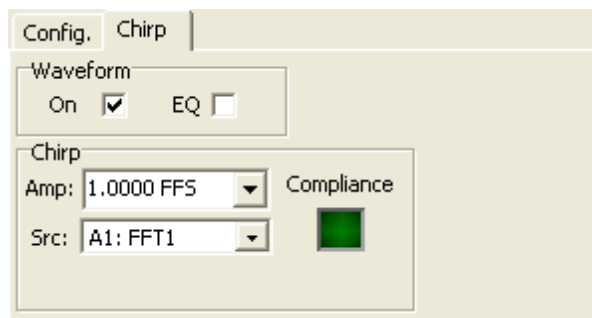 Config. Chirp
Waveform
On EQ
Chirp
Amp: 1.0000 FFS Compliance
Src: A1: FFT1